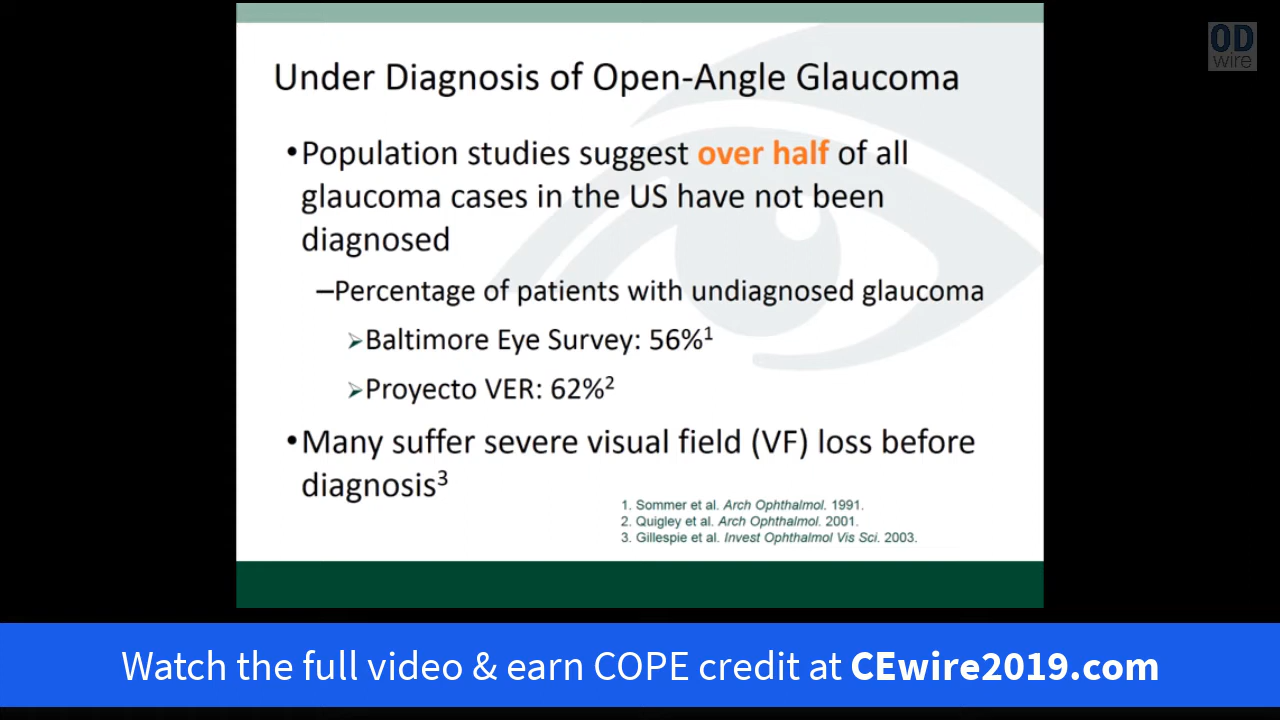 OD
wire
Under Diagnosis of Open-Angle Glaucoma
•Population studies suggest over half of all
glaucoma cases in the US have not been
diagnosed
–Percentage of patients with undiagnosed glaucoma
➢Baltimore Eye Survey: 56%¹
➢Proyecto VER: 62%²
•Many suffer severe visual field (VF) loss before
diagnosis³
1. Sommer et al. Arch Ophthalmol. 1991.
2. Quigley et al. Arch Ophthalmol. 2001.
3. Gillespie et al. Invest Ophthalmol Vis Sci. 2003.
Watch the full video & earn COPE credit at CEwire2019.com